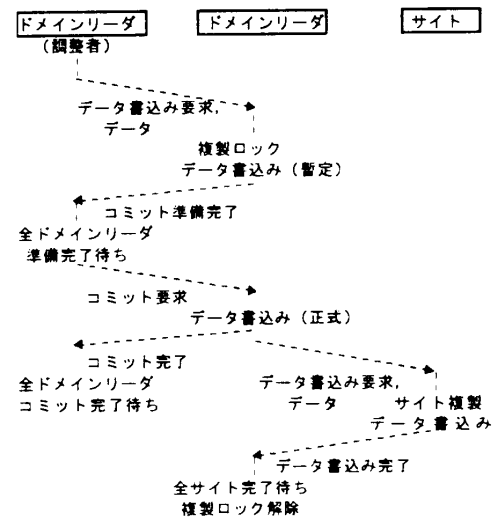 ドメインリーダ ドメインリーダ サイト
(調整者)
データ書込み要求,
データ
複製ロック
データ書込み(暫定)
コミット準備完了
全ドメインリーダ
準備完了待ち
コミット要求
データ書込み(正式)
コミット完了
全ドメインリーダ
コミット完了待ち
データ書込み要求,
データ
サイト複製
データ書込み
データ書込み完了
全サイト完了待ち
複製ロック解除